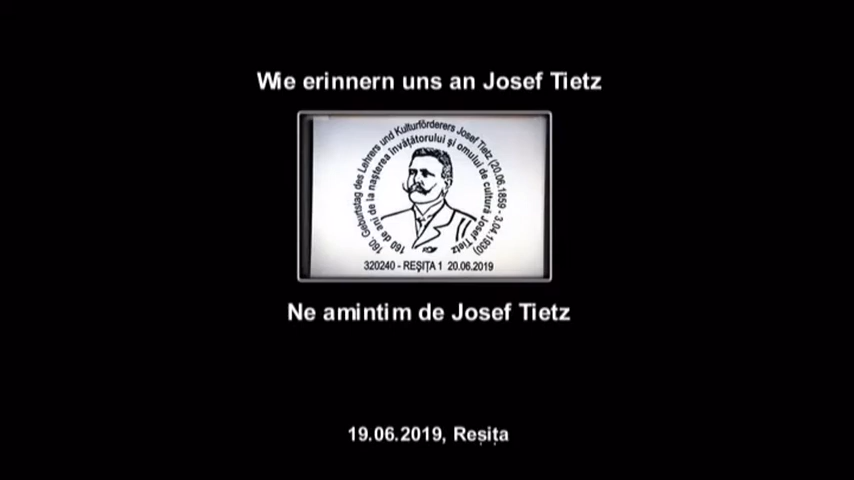 Wie erinnern uns an Josef Tietz
160. Geburtstag des Lehrers und Kulturförderers Josef Tietz (20.06.1859 - 3.04.1930)
160 de ani de la nașterea învățătorului și omului de cultură Josef Tietz
320240 - REȘIȚA 1 20.06.2019
Ne amintim de Josef Tietz
19.06.2019, Reșița